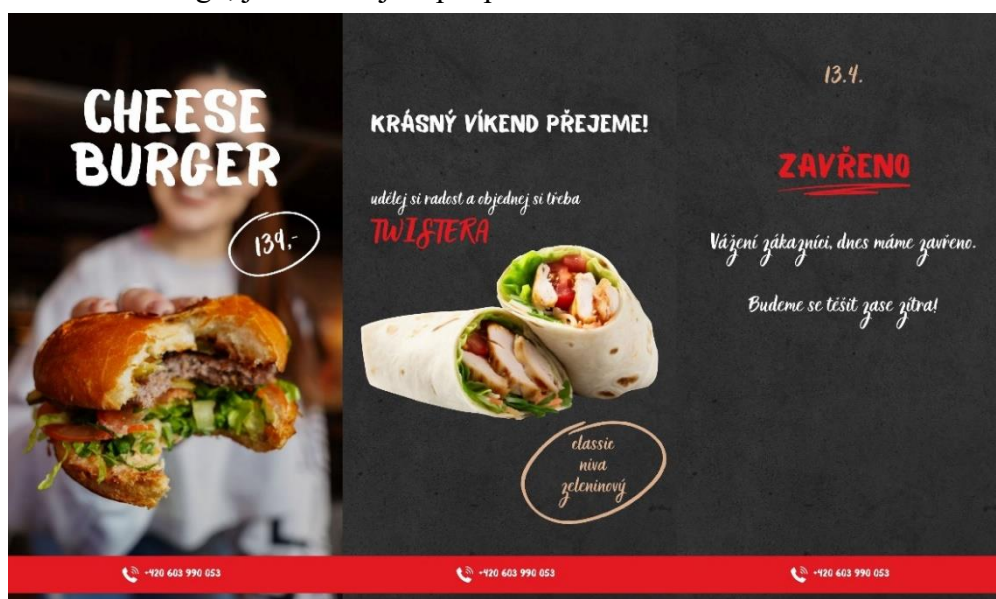 CHEESE
BURGER
139,-
+420 603 990 053
KRÁSNÝ VÍKEND PŘEJEME!
udělej si radost a objednej si třeba
TWISTERA
classic
niva
zeleninový
+420 603 990 053
13.4.
ZAVŘENO
Vážení zákazníci, dnes máme zavřeno.
Budeme se těšit zase zítra!
+420 603 990 053